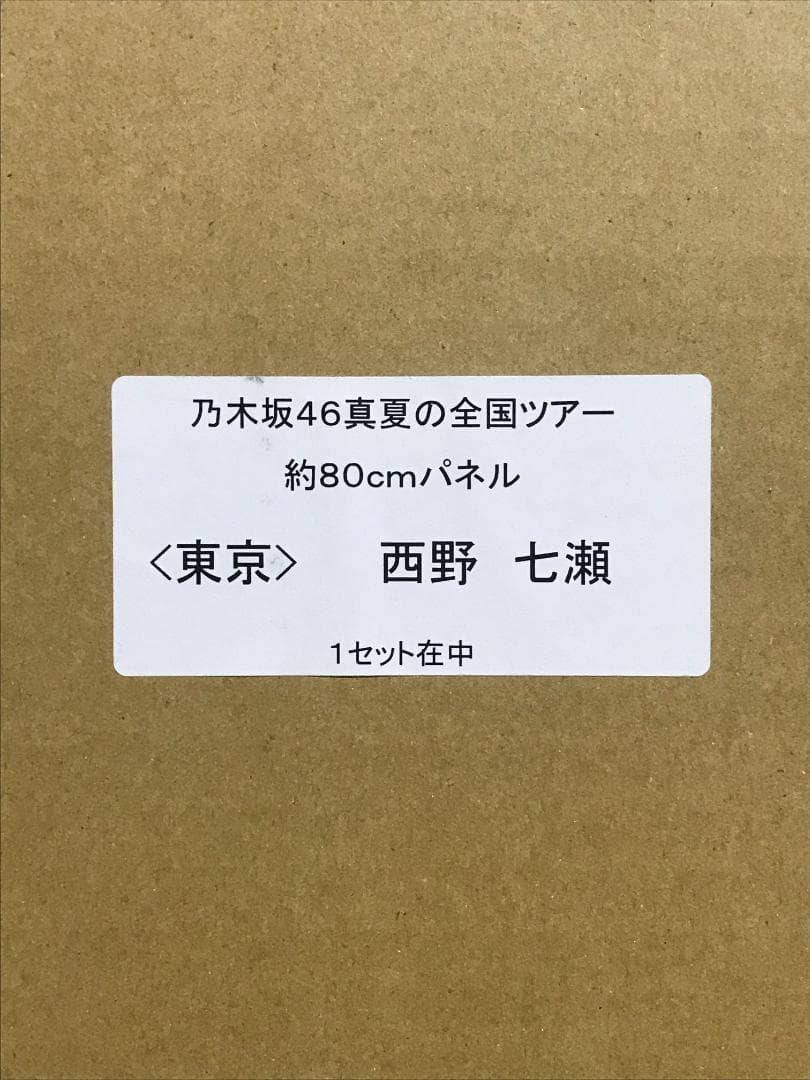 乃木坂46真夏の全国ツアー
約80cmパネル
<東京> 西野 七瀬
1セット在中